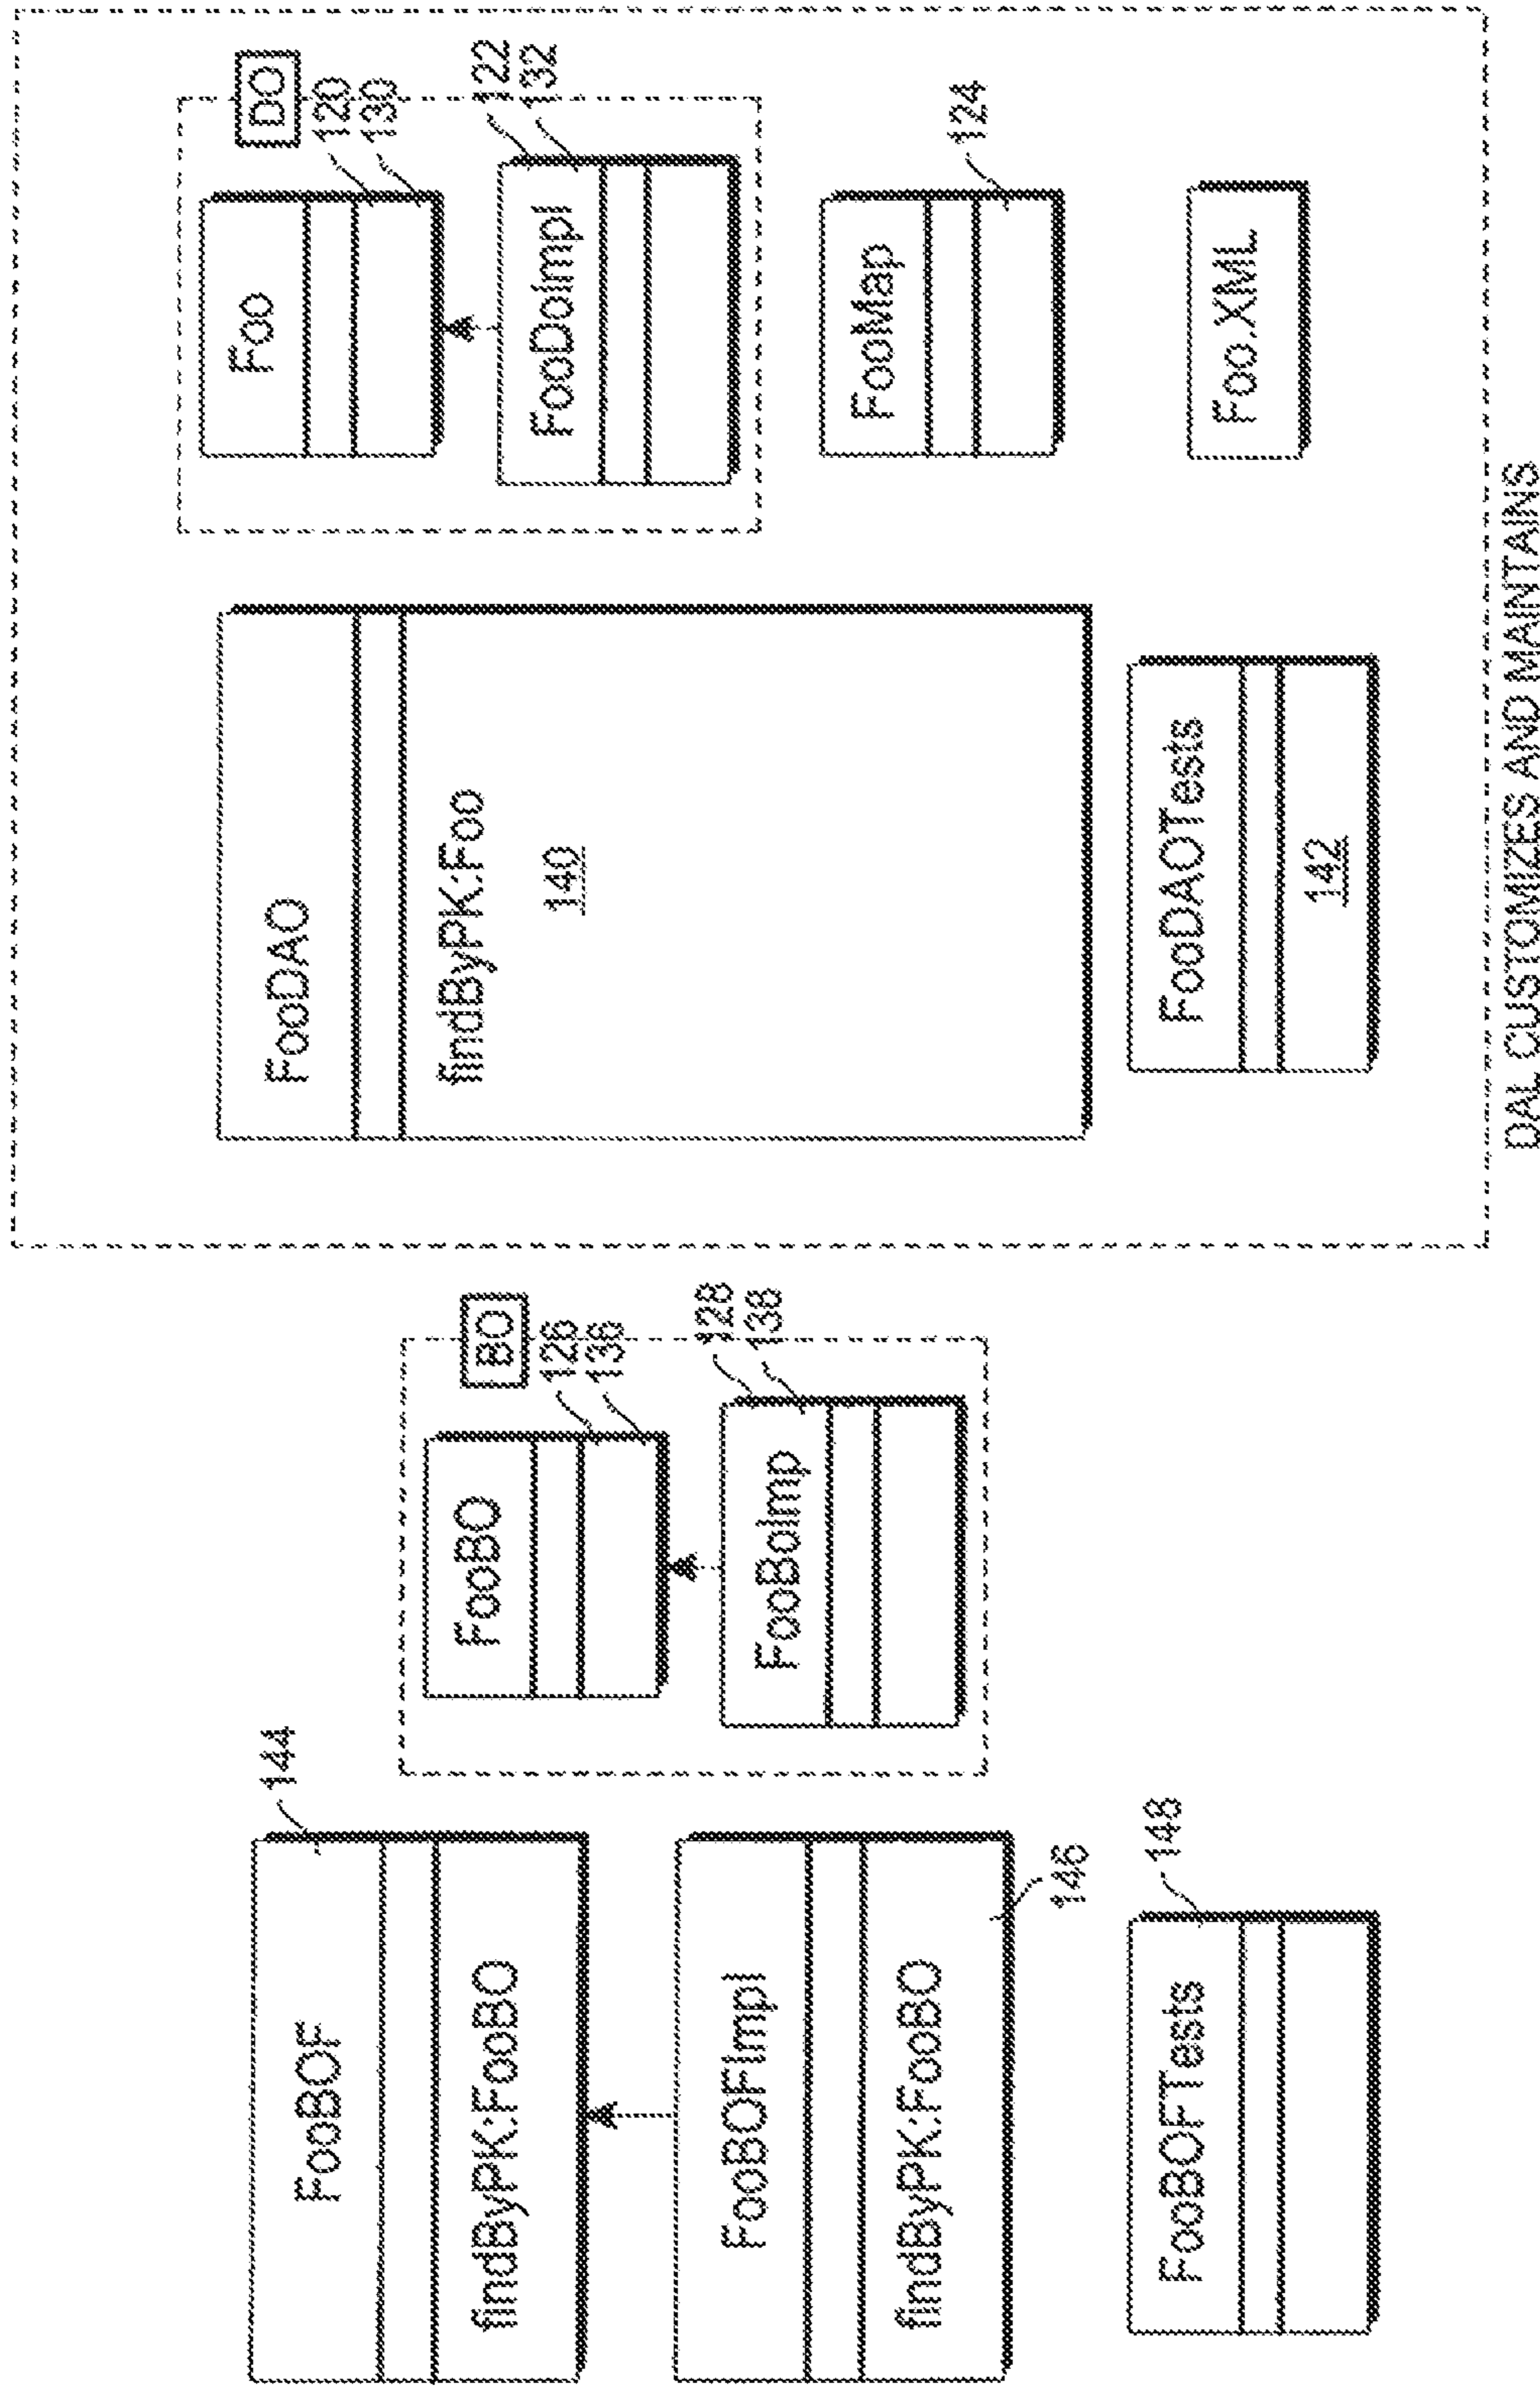 FooBOF
144
findByPK:FooBO
FooBOFImpl
findByPK:FooBO
146
FooBOFTests
148
BO
FooBO
126
136
FooBoImp
128
138
FooDAO
findByPK:Foo
140
FooDAOTests
142
DO
Foo
120
130
FooDoImpl
122
132
FooMap
124
Foo.XML
DAL CUSTOMIZES AND MAINTAINS